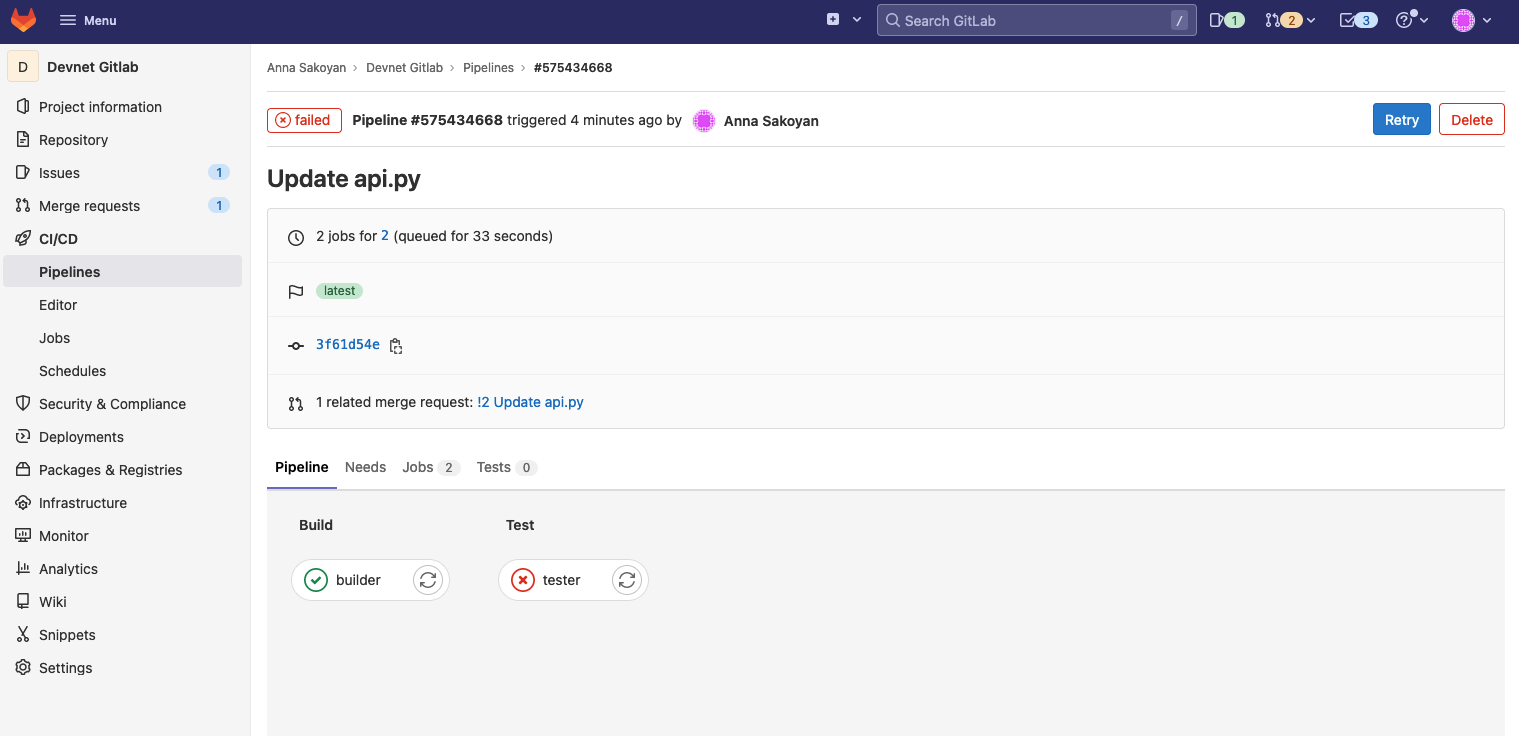 Menu
Search GitLab
/
1
2
3
D Devnet Gitlab
Project information
Repository
Issues 1
Merge requests 1
CI/CD
Pipelines
Editor
Jobs
Schedules
Security & Compliance
Deployments
Packages & Registries
Infrastructure
Monitor
Analytics
Wiki
Snippets
Settings
Anna Sakoyan › Devnet Gitlab › Pipelines › #575434668
failed Pipeline #575434668 triggered 4 minutes ago by Anna Sakoyan
Retry Delete
Update api.py
2 jobs for 2 (queued for 33 seconds)
latest
3f61d54e
1 related merge request: !2 Update api.py
Pipeline Needs Jobs 2 Tests 0
Build Test
builder tester